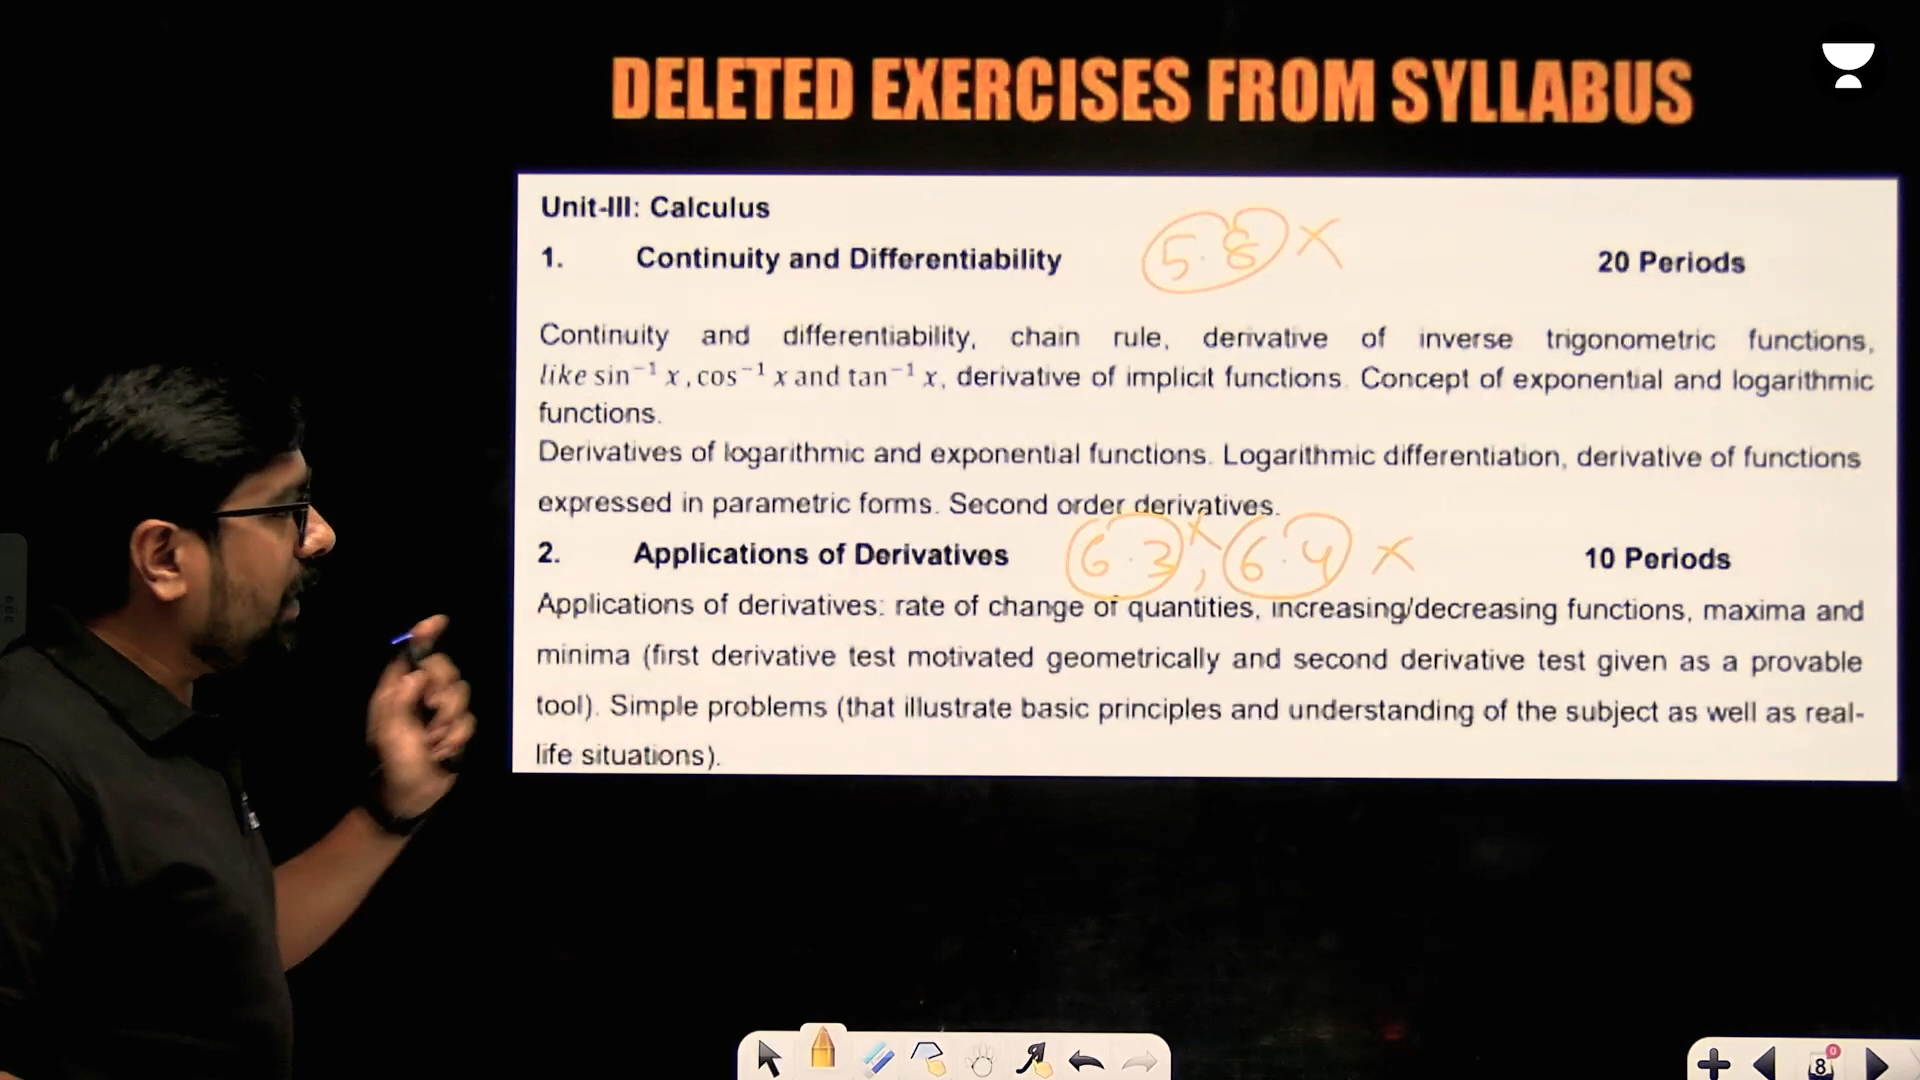 DELETED EXERCISES FROM SYLLABUS
Unit-III: Calculus
1. Continuity and Differentiability 5.8 × 20 Periods
Continuity and differentiability, chain rule, derivative of inverse trigonometric functions,
like sin⁻¹ x, cos⁻¹ x and tan⁻¹ x, derivative of implicit functions. Concept of exponential and logarithmic
functions.
Derivatives of logarithmic and exponential functions. Logarithmic differentiation, derivative of functions
expressed in parametric forms. Second order derivatives.
2. Applications of Derivatives 6.3 ×, 6.4 × 10 Periods
Applications of derivatives: rate of change of quantities, increasing/decreasing functions, maxima and
minima (first derivative test motivated geometrically and second derivative test given as a provable
tool). Simple problems (that illustrate basic principles and understanding of the subject as well as real-
life situations).
8
0